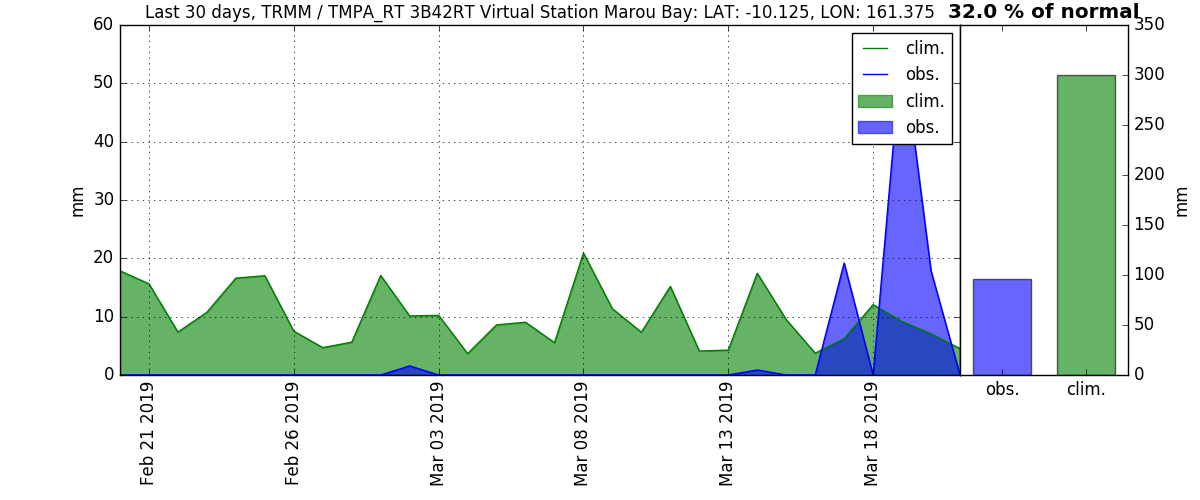 Last 30 days, TRMM / TMPA_RT 3B42RT Virtual Station Marou Bay: LAT: -10.125, LON: 161.375 32.0 % of normal
60
50
40
30
20
10
0
mm
clim.
obs.
clim.
obs.
350
300
250
200
150
100
50
0
mm
Feb 21 2019
Feb 26 2019
Mar 03 2019
Mar 08 2019
Mar 13 2019
Mar 18 2019
obs.
clim.